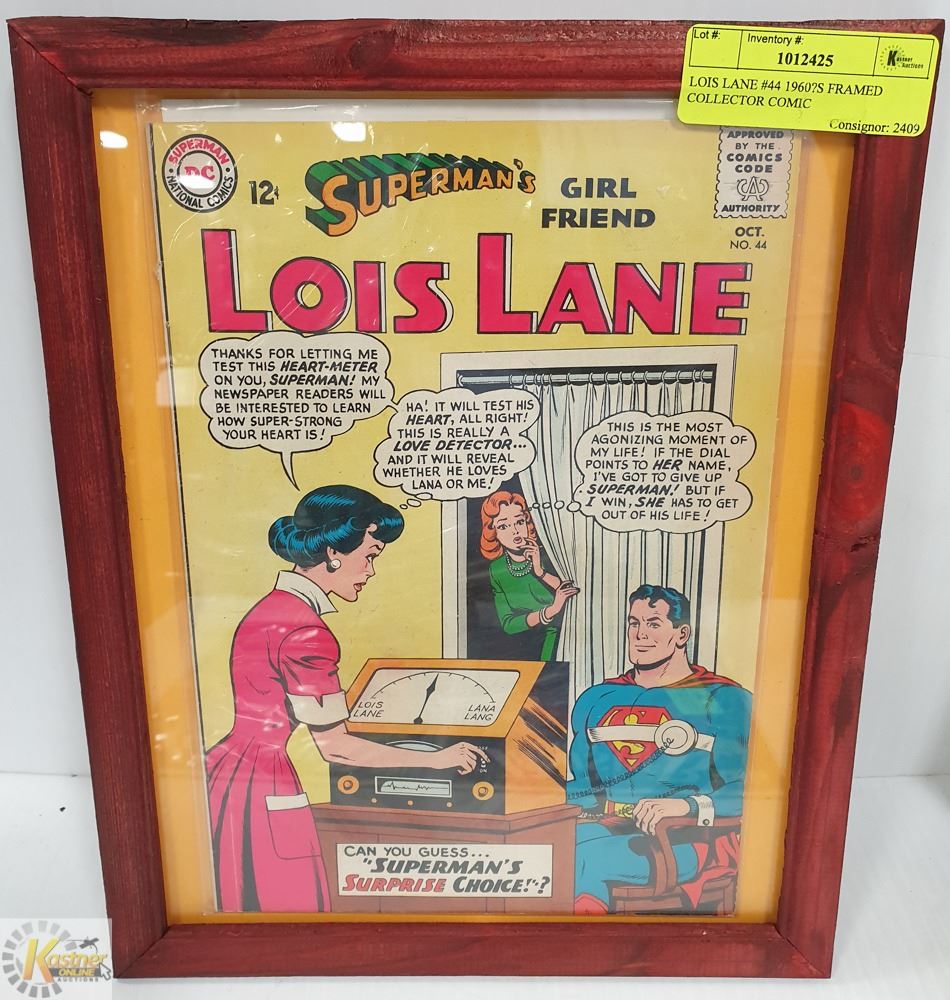 Lot #:
Inventory #:
1012425
Kastner
Auctions
LOIS LANE #44 1960?S FRAMED
COLLECTOR COMIC
Consignor: 2409
SUPERMAN
DC
NATIONAL COMICS
12¢
SUPERMAN'S
GIRL
FRIEND
LOIS LANE
APPROVED
BY THE
COMICS
CODE
CA
AUTHORITY
OCT.
NO. 44
THANKS FOR LETTING ME
TEST THIS HEART-METER
ON YOU, SUPERMAN! MY
NEWSPAPER READERS WILL
BE INTERESTED TO LEARN
HOW SUPER-STRONG
YOUR HEART IS!
HA! IT WILL TEST HIS
HEART, ALL RIGHT!
THIS IS REALLY A
LOVE DETECTOR...
AND IT WILL REVEAL
WHETHER HE LOVES
LANA OR ME!
THIS IS THE MOST
AGONIZING MOMENT OF
MY LIFE! IF THE DIAL
POINTS TO HER NAME,
I'VE GOT TO GIVE UP
SUPERMAN! BUT IF
I WIN, SHE HAS TO GET
OUT OF HIS LIFE!
LOIS
LANE
LANA
LANG
ON
S
CAN YOU GUESS...
"SUPERMAN'S
SURPRISE CHOICE!"?
Kastner
ONLINE
AUCTIONS